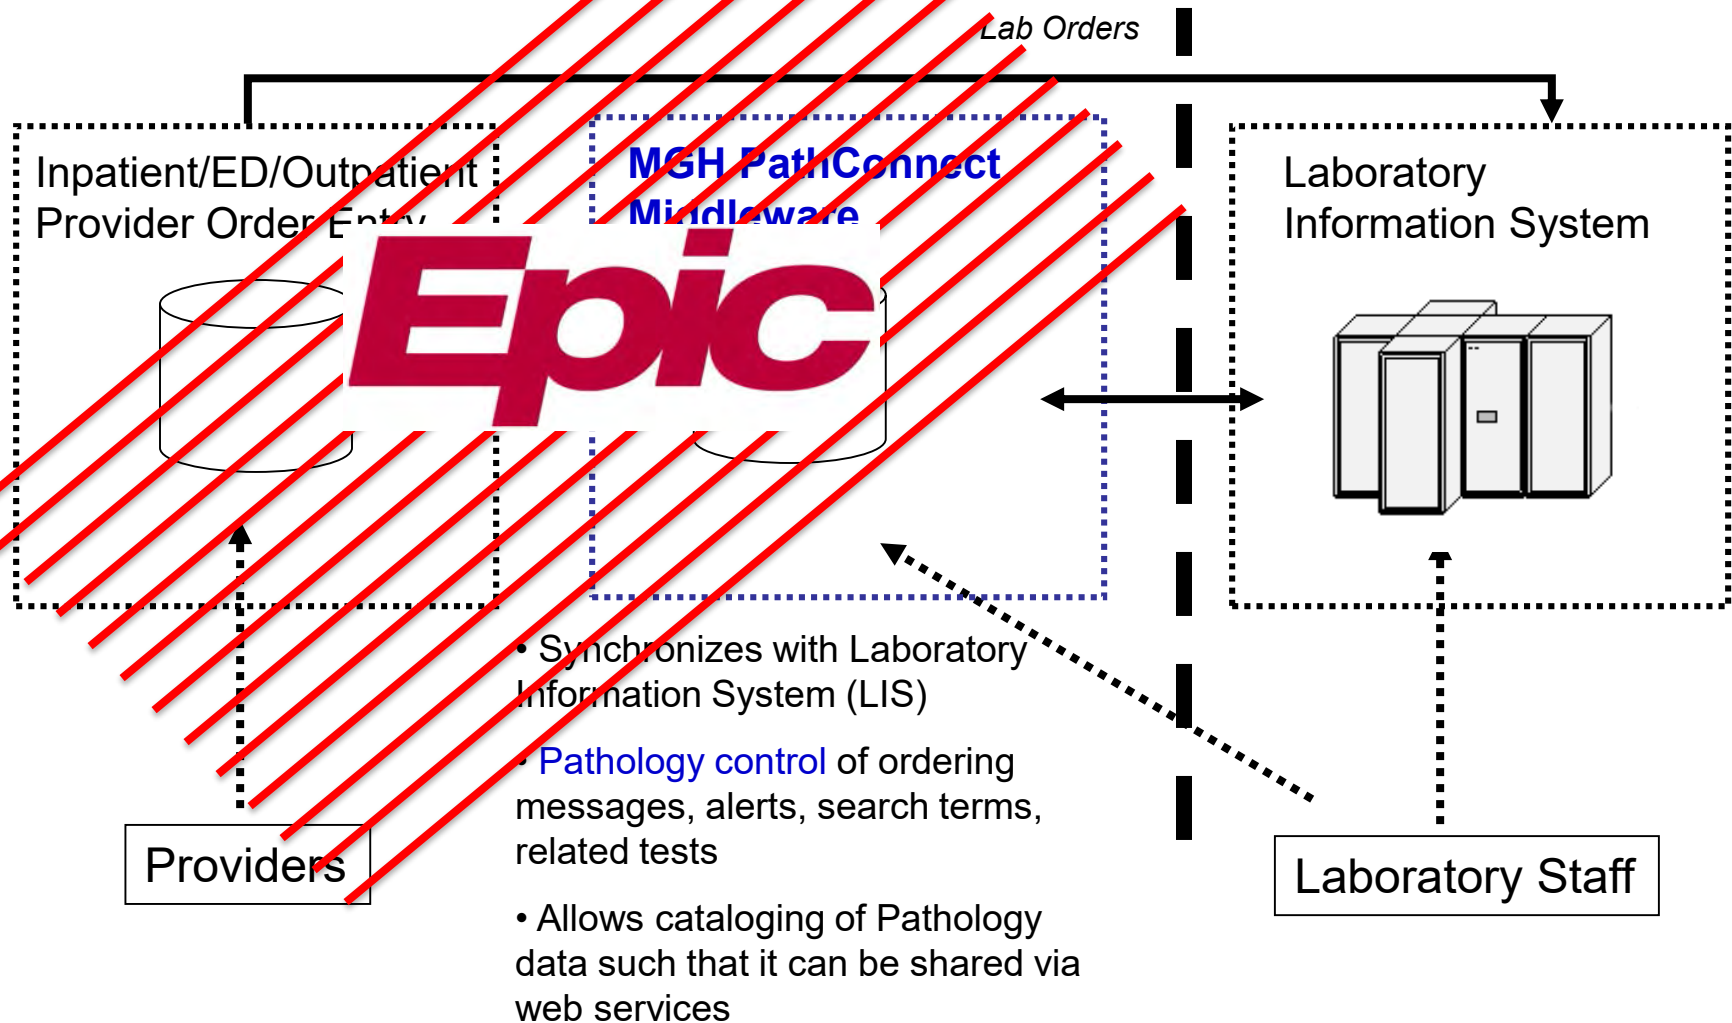 Lab Orders
Inpatient/ED/Outpatient
Provider Order Entry
MGH PathConnect
Middleware
Laboratory
Information System
Epic
• Synchronizes with Laboratory
Information System (LIS)
• Pathology control of ordering
messages, alerts, search terms,
related tests
• Allows cataloging of Pathology
data such that it can be shared via
web services
Providers
Laboratory Staff